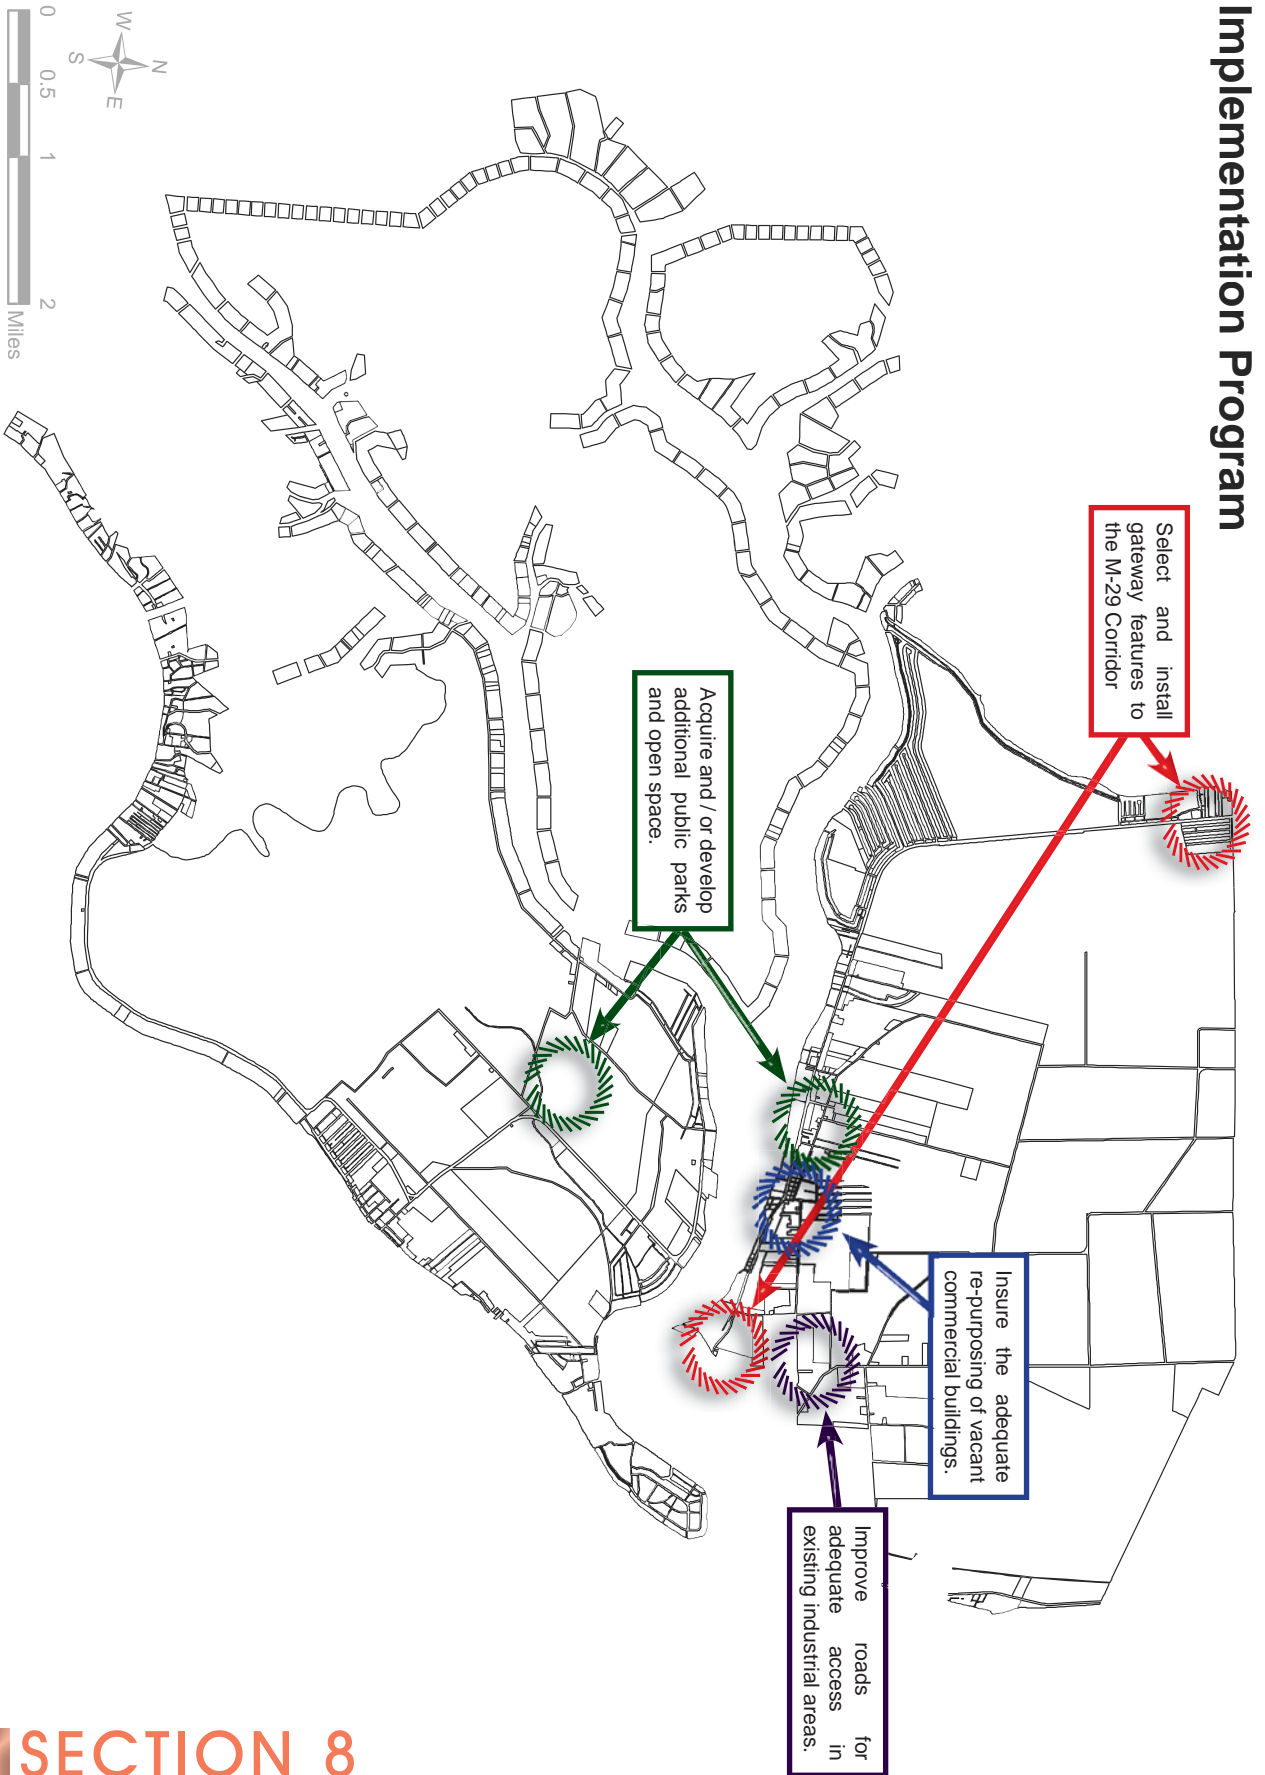 Implementation Program
Select and install
gateway features to
the M-29 Corridor
Acquire and / or develop
additional public parks
and open space.
Insure the adequate
re-purposing of vacant
commercial buildings.
Improve roads for
adequate access in
existing industrial areas.
N
W
E
S
0 0.5 1 2
Miles
SECTION 8